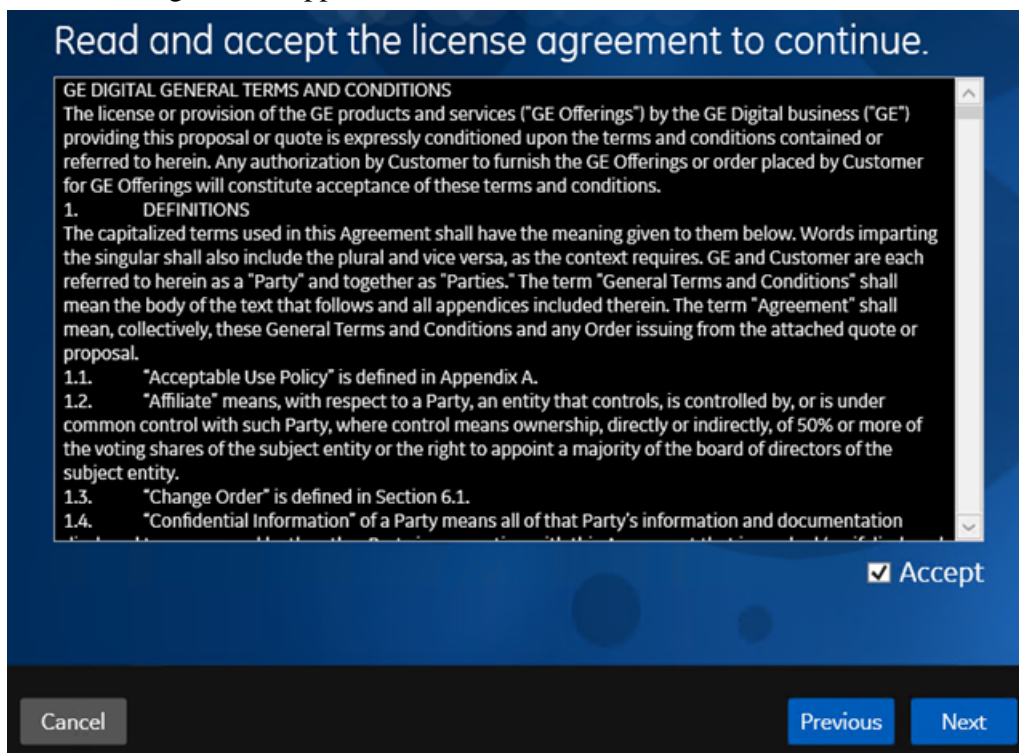 Read and accept the license agreement to continue.
GE DIGITAL GENERAL TERMS AND CONDITIONS
The license or provision of the GE products and services ("GE Offerings") by the GE Digital business ("GE")
providing this proposal or quote is expressly conditioned upon the terms and conditions contained or
referred to herein. Any authorization by Customer to furnish the GE Offerings or order placed by Customer
for GE Offerings will constitute acceptance of these terms and conditions.
1. DEFINITIONS
The capitalized terms used in this Agreement shall have the meaning given to them below. Words imparting
the singular shall also include the plural and vice versa, as the context requires. GE and Customer are each
referred to herein as a "Party" and together as "Parties." The term "General Terms and Conditions" shall
mean the body of the text that follows and all appendices included therein. The term "Agreement" shall
mean, collectively, these General Terms and Conditions and any Order issuing from the attached quote or
proposal.
1.1. "Acceptable Use Policy" is defined in Appendix A.
1.2. "Affiliate" means, with respect to a Party, an entity that controls, is controlled by, or is under
common control with such Party, where control means ownership, directly or indirectly, of 50% or more of
the voting shares of the subject entity or the right to appoint a majority of the board of directors of the
subject entity.
1.3. "Change Order" is defined in Section 6.1.
1.4. "Confidential Information" of a Party means all of that Party's information and documentation
Accept
Cancel
Previous
Next